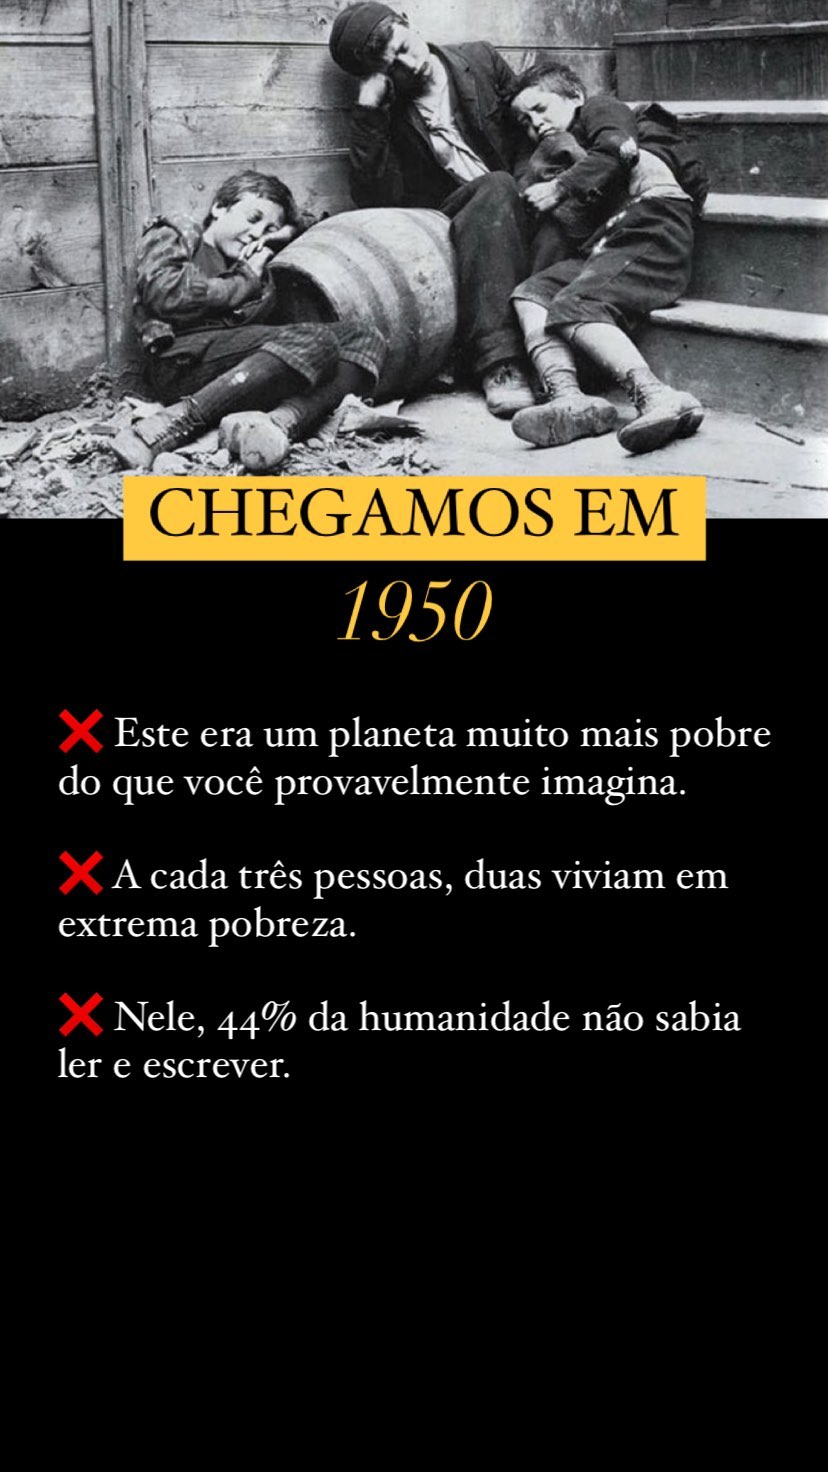 CHEGAMOS EM
1950
❌ Este era um planeta muito mais pobre
do que você provavelmente imagina.
❌ A cada três pessoas, duas viviam em
extrema pobreza.
❌ Nele, 44% da humanidade não sabia
ler e escrever.